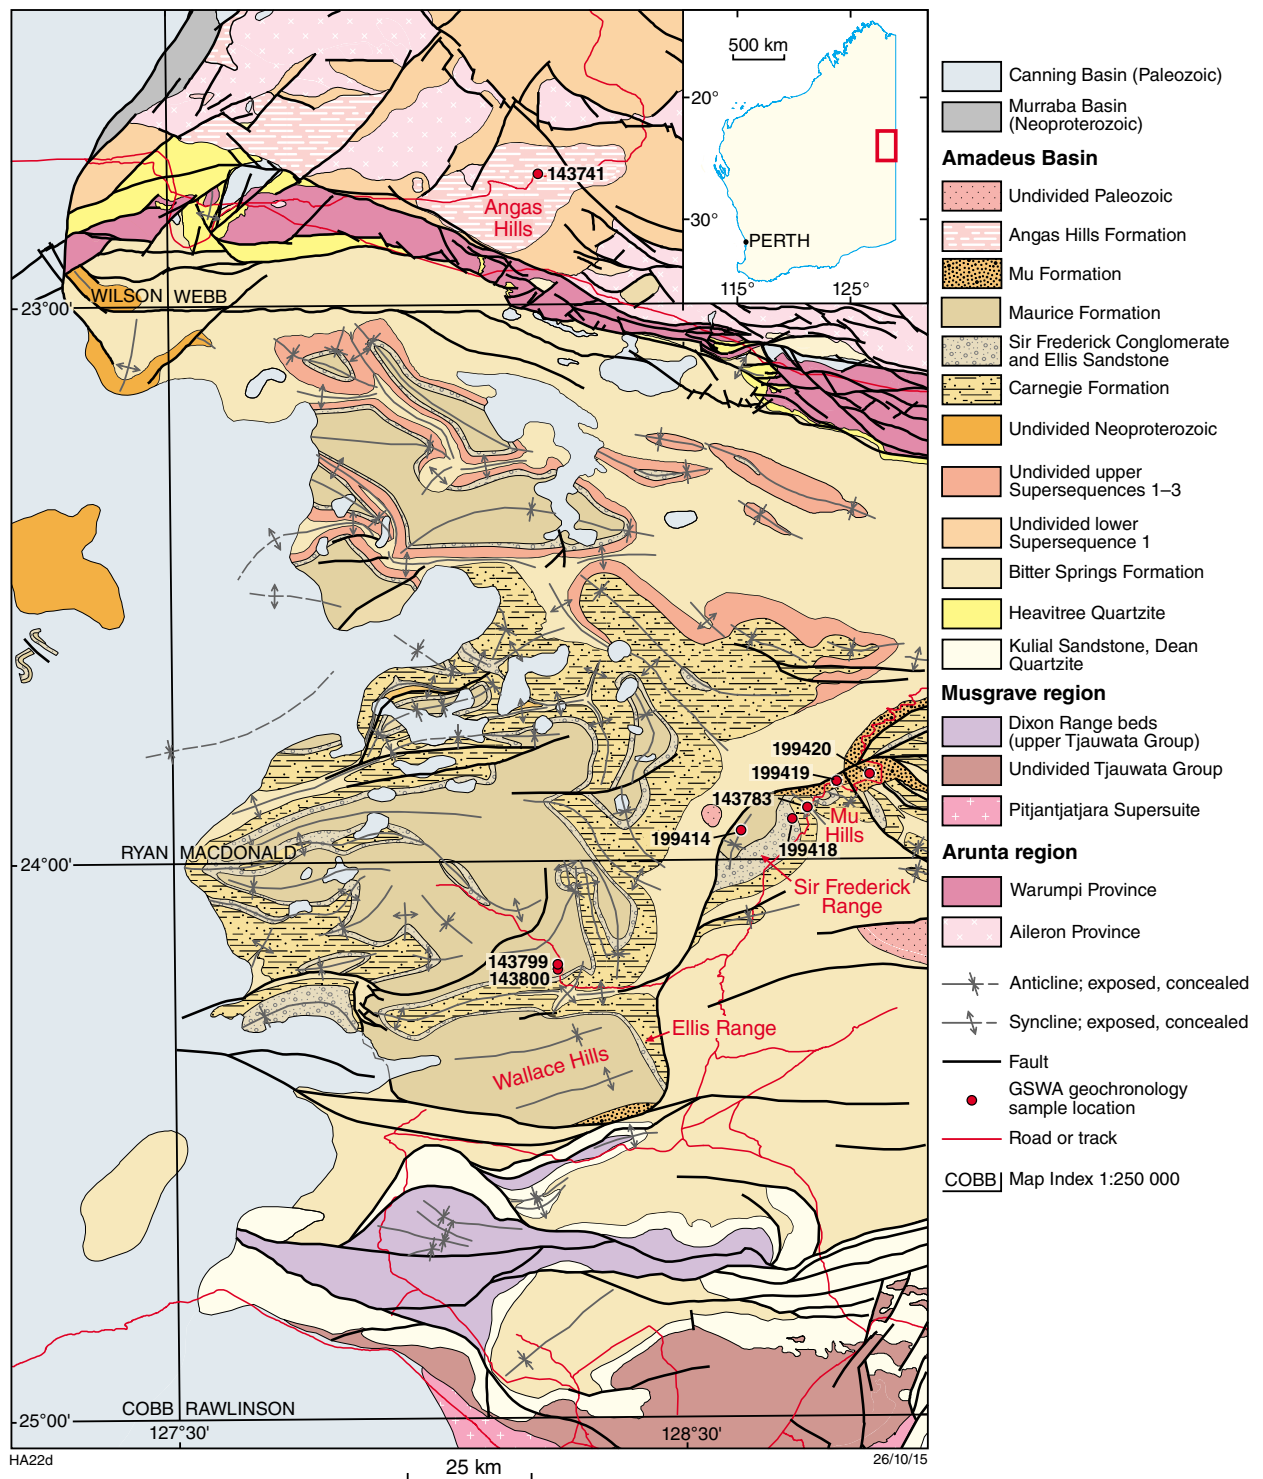 500 km
20°
30°
PERTH
115°
125°
143741
Angas
Hills
WILSON
WEBB
23°00'
199420
199419
143783
Mu
Hills
199414
199418
RYAN
MACDONALD
24°00'
Sir Frederick
Range
143799
143800
Ellis Range
Wallace Hills
COBB
RAWLINSON
25°00'
127°30'
128°30'
HA22d
26/10/15
25 km
Canning Basin (Paleozoic)
Murraba Basin
(Neoproterozoic)
Amadeus Basin
Undivided Paleozoic
Angas Hills Formation
Mu Formation
Maurice Formation
Sir Frederick Conglomerate
and Ellis Sandstone
Carnegie Formation
Undivided Neoproterozoic
Undivided upper
Supersequences 1–3
Undivided lower
Supersequence 1
Bitter Springs Formation
Heavitree Quartzite
Kulial Sandstone, Dean
Quartzite
Musgrave region
Dixon Range beds
(upper Tjauwata Group)
Undivided Tjauwata Group
Pitjantjatjara Supersuite
Arunta region
Warumpi Province
Aileron Province
Anticline; exposed, concealed
Syncline; exposed, concealed
Fault
GSWA geochronology
sample location
Road or track
COBB
Map Index 1:250 000